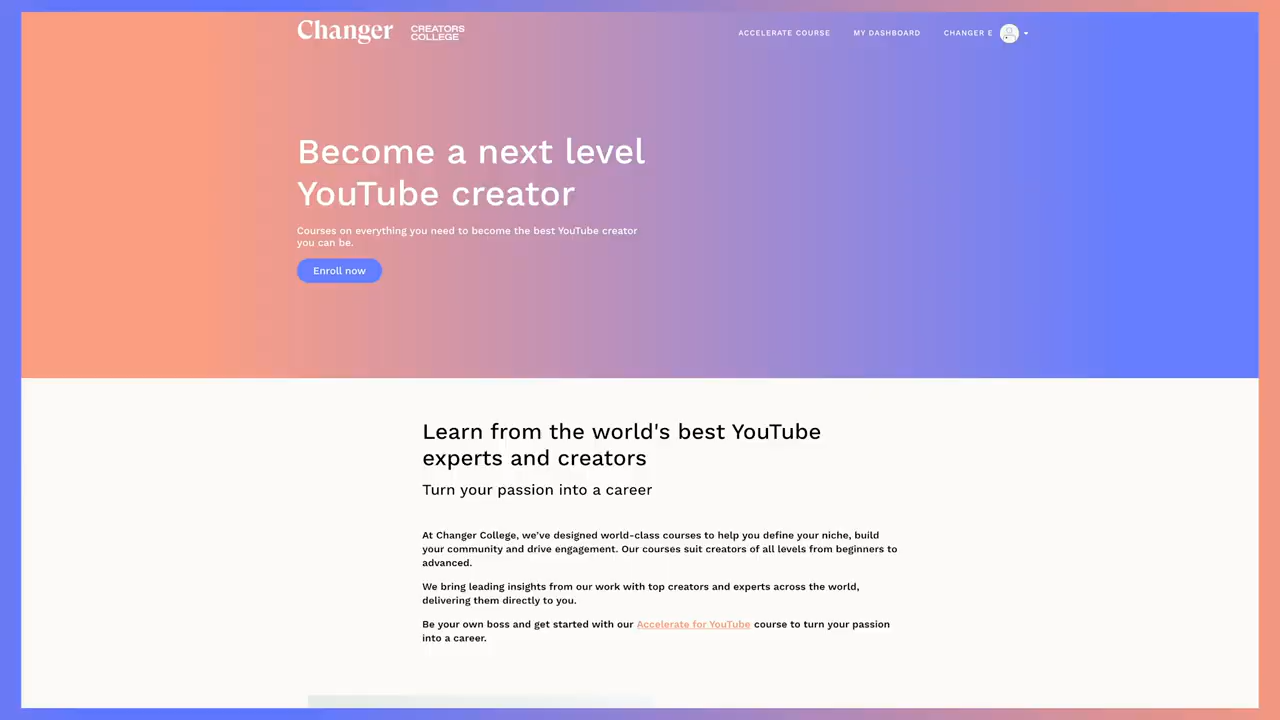 Changer CREATORS COLLEGE
ACCELERATE COURSE MY DASHBOARD CHANGER E
Become a next level
YouTube creator
Courses on everything you need to become the best YouTube creator
you can be.
Enroll now
Learn from the world's best YouTube
experts and creators
Turn your passion into a career
At Changer College, we've designed world-class courses to help you define your niche, build
your community and drive engagement. Our courses suit creators of all levels from beginners to
advanced.
We bring leading insights from our work with top creators and experts across the world,
delivering them directly to you.
Be your own boss and get started with our Accelerate for YouTube course to turn your passion
into a career.